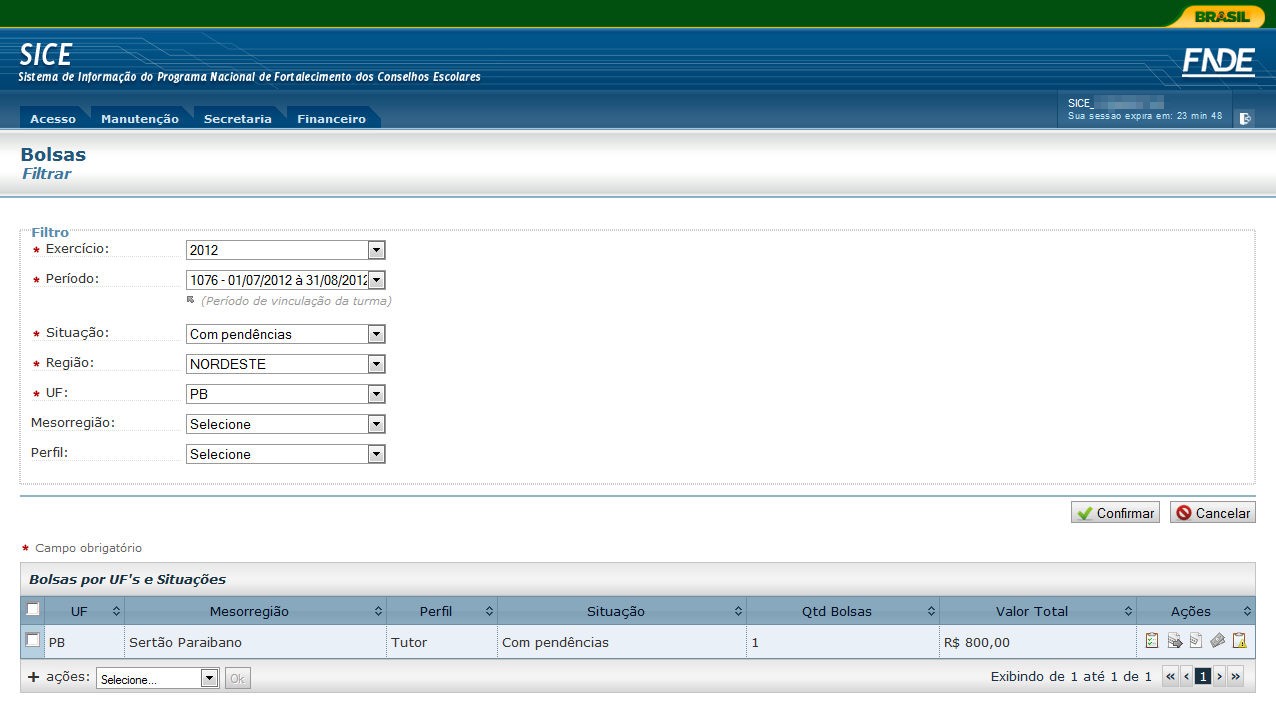 BRASIL
SICE
Sistema de Informação do Programa Nacional de Fortalecimento dos Conselhos Escolares
FNDE
Acesso Manutenção Secretaria Financeiro
SICE_
Sua sessao expira em: 23 min 48
Bolsas
Filtrar
Filtro
* Exercício: 2012
* Período: 1076 - 01/07/2012 à 31/08/2012
(Período de vinculação da turma)
* Situação: Com pendências
* Região: NORDESTE
* UF: PB
Mesorregião: Selecione
Perfil: Selecione
Confirmar Cancelar
* Campo obrigatório
Bolsas por UF's e Situações
UF Mesorregião Perfil Situação Qtd Bolsas Valor Total Ações
PB Sertão Paraibano Tutor Com pendências 1 R$ 800,00
+ ações: Selecione... Ok Exibindo de 1 até 1 de 1 « ‹ 1 › »